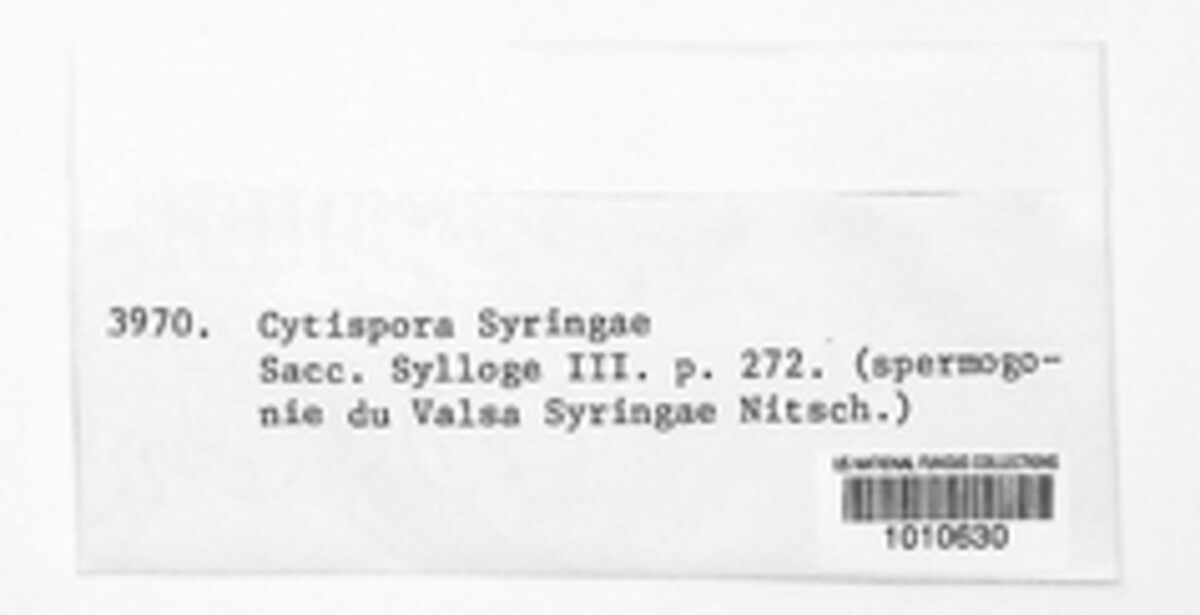 3970. Cytispora Syringae
Sacc. Sylloge III. p. 272. (spermogo-
nie du Valsa Syringae Nitsch.)
US NATIONAL FUNGUS COLLECTIONS
1010630